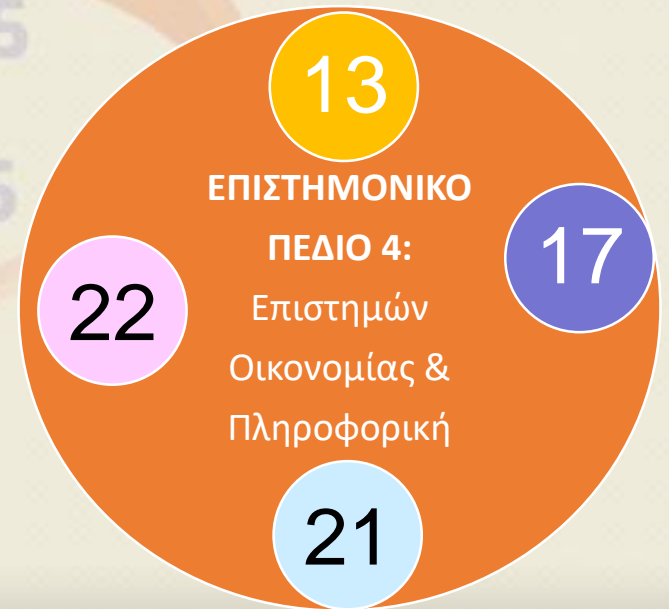 13
ΕΠΙΣΤΗΜΟΝΙΚΟ
ΠΕΔΙΟ 4:
17
22
Επιστημών
Οικονομίας &
Πληροφορική
21